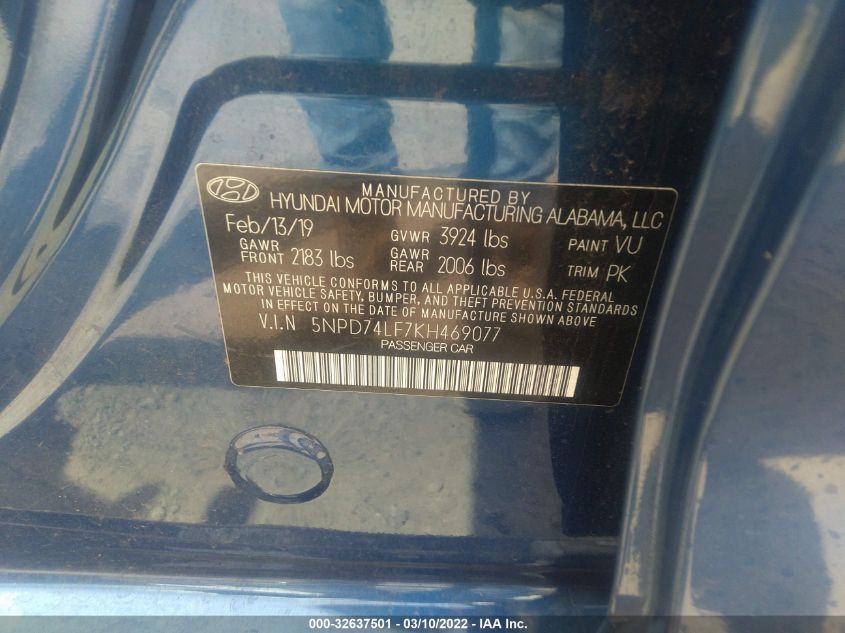 MANUFACTURED BY
HYUNDAI MOTOR MANUFACTURING ALABAMA, LLC
Feb/13/19 GVWR 3924 lbs PAINT VU
GAWR FRONT 2183 lbs GAWR REAR 2006 lbs TRIM PK
THIS VEHICLE CONFORMS TO ALL APPLICABLE U.S.A. FEDERAL
MOTOR VEHICLE SAFETY, BUMPER, AND THEFT PREVENTION STANDARDS
IN EFFECT ON THE DATE OF MANUFACTURE SHOWN ABOVE.
V.I.N 5NPD74LF7KH469077
PASSENGER CAR
000-32637501 - 03/10/2022 - IAA Inc.